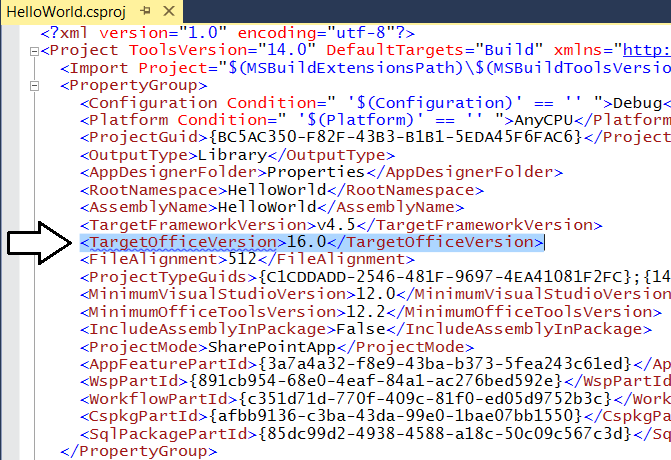 HelloWorld.csproj
<?xml version="1.0" encoding="utf-8"?>
<Project ToolsVersion="14.0" DefaultTargets="Build" xmlns="http:
<Import Project="$(MSBuildExtensionsPath)\$(MSBuildToolsVersio
<PropertyGroup>
<Configuration Condition=" '$(Configuration)' == '' ">Debug<
<Platform Condition=" '$(Platform)' == '' ">AnyCPU</Platform
<ProjectGuid>{BC5AC350-F82F-43B3-B1B1-5EDA45F6FAC6}</Project
<OutputType>Library</OutputType>
<AppDesignerFolder>Properties</AppDesignerFolder>
<RootNamespace>HelloWorld</RootNamespace>
<AssemblyName>HelloWorld</AssemblyName>
<TargetFrameworkVersion>v4.5</TargetFrameworkVersion>
<TargetOfficeVersion>16.0</TargetOfficeVersion>
<FileAlignment>512</FileAlignment>
<ProjectTypeGuids>{C1CDDADD-2546-481F-9697-4EA41081F2FC};{14
<MinimumVisualStudioVersion>12.0</MinimumVisualStudioVersion
<MinimumOfficeToolsVersion>12.2</MinimumOfficeToolsVersion>
<IncludeAssemblyInPackage>False</IncludeAssemblyInPackage>
<ProjectMode>SharePointApp</ProjectMode>
<AppFeaturePartId>{3a7a4a32-f8e9-43ba-b373-5fea243c61ed}</Ap
<WspPartId>{891cb954-68e0-4eaf-84a1-ac276bed592e}</WspPartId
<WorkflowPartId>{c351d71d-770f-409c-81f0-ed05d9752b3c}</Work
<CspkgPartId>{afbb9136-c3ba-43da-99e0-1bae07bb1550}</CspkgPa
<SqlPackagePartId>{85dc99d2-4938-4588-a18c-50c09c567c3d}</Sq
</PropertyGroup>